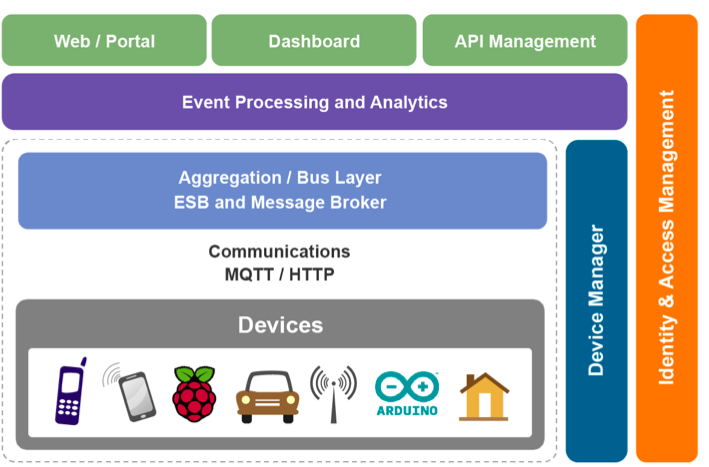 Web / Portal
Dashboard
API Management
Event Processing and Analytics
Aggregation / Bus Layer
ESB and Message Broker
Communications
MQTT / HTTP
Devices
ARDUINO
Device Manager
Identity & Access Management